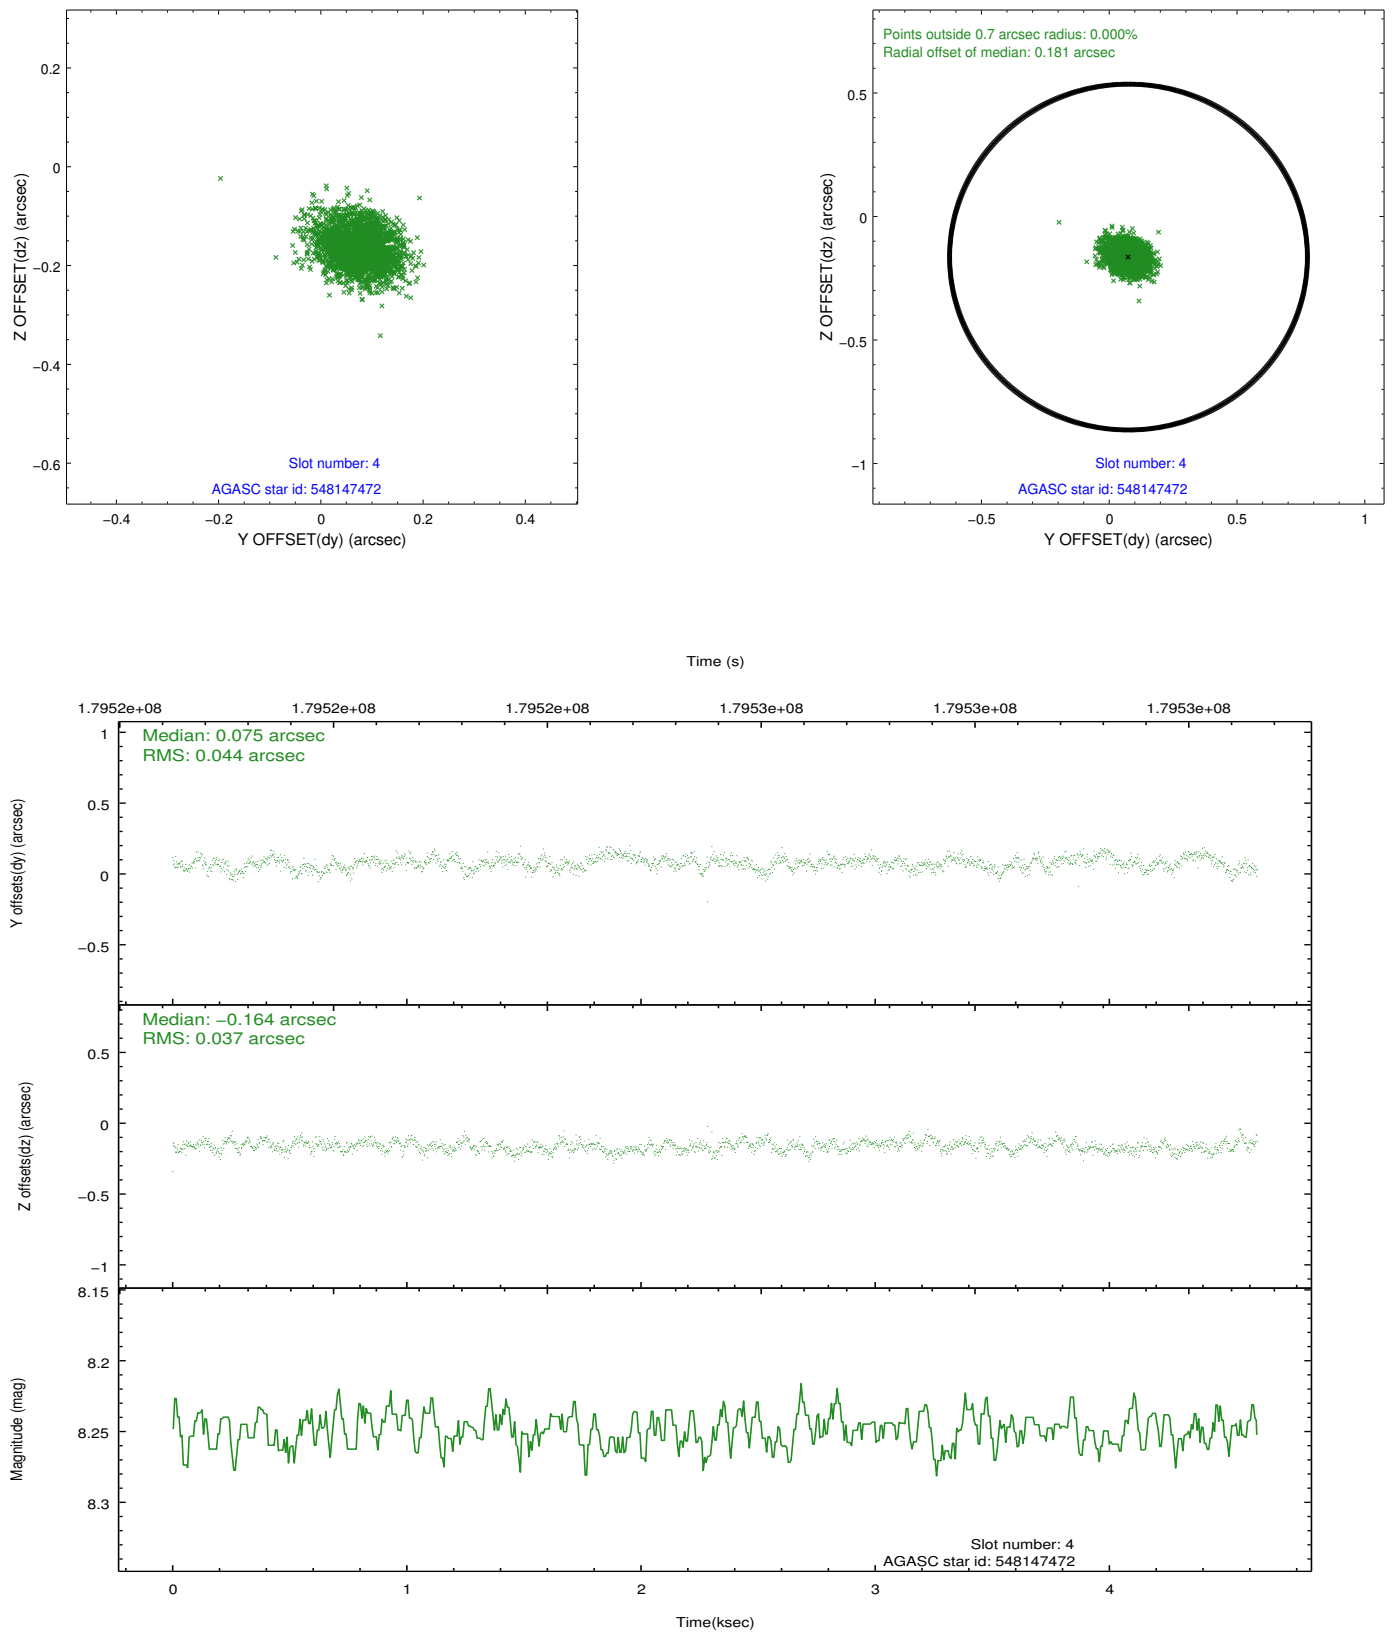 0.2
0
−0.2
−0.4
−0.6
Z OFFSET(dz) (arcsec)
Slot number: 4
AGASC star id: 548147472
−0.4 −0.2 0 0.2 0.4
Y OFFSET(dy) (arcsec)
Points outside 0.7 arcsec radius: 0.000%
Radial offset of median: 0.181 arcsec
0.5
0
−0.5
−1
Z OFFSET(dz) (arcsec)
Slot number: 4
AGASC star id: 548147472
−0.5 0 0.5 1
Y OFFSET(dy) (arcsec)
Time (s)
1.7952e+08 1.7952e+08 1.7952e+08 1.7953e+08 1.7953e+08 1.7953e+08
Median: 0.075 arcsec
RMS: 0.044 arcsec
1
0.5
0
−0.5
Y offsets(dy) (arcsec)
Median: −0.164 arcsec
RMS: 0.037 arcsec
0.5
0
−0.5
−1
Z offsets(dz) (arcsec)
8.15
8.2
8.25
8.3
Magnitude (mag)
Slot number: 4
AGASC star id: 548147472
0 1 2 3 4
Time(ksec)